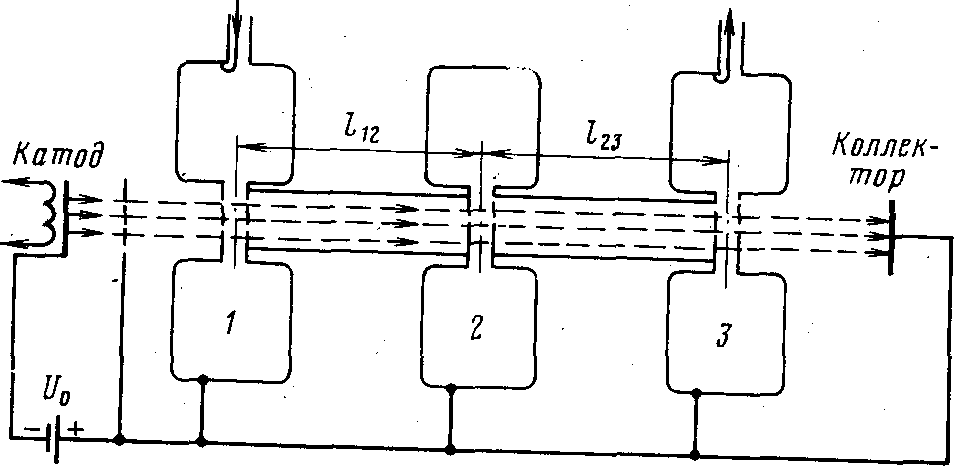 l₁₂
l₂₃
Катод
Коллек-
тор
1
2
3
U₀
− +